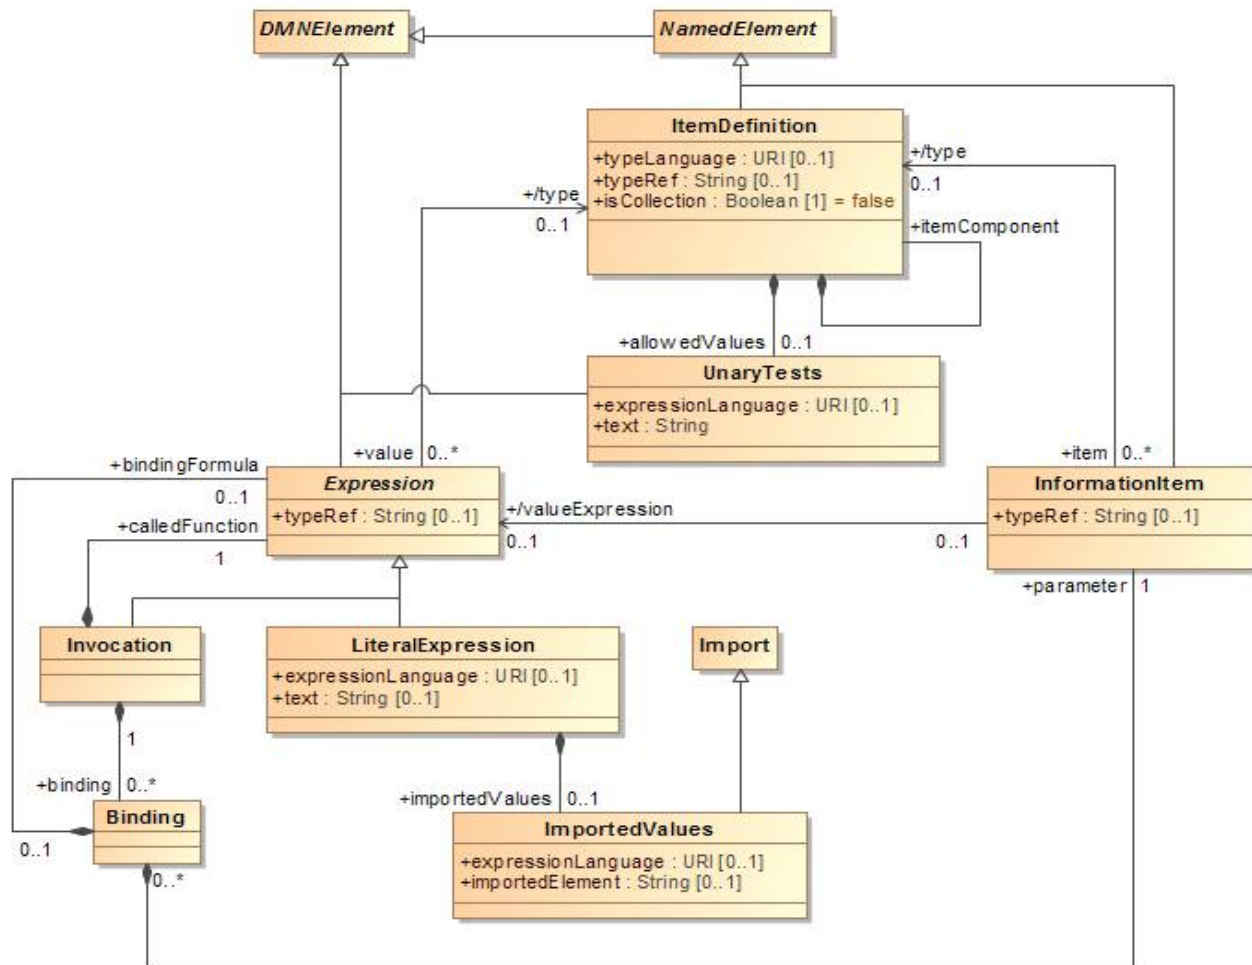 DMNElement
NamedElement
ItemDefinition
+typeLanguage : URI [0..1]
+typeRef : String [0..1]
+isCollection : Boolean [1] = false
+/type
0..1
+/type
0..1
+itemComponent
+allowedValues
0..1
UnaryTests
+expressionLanguage : URI [0..1]
+text : String
+bindingFormula
0..1
+value
0..*
+item
0..*
Expression
+typeRef : String [0..1]
+/valueExpression
0..1
0..1
InformationItem
+typeRef : String [0..1]
+calledFunction
1
+parameter
1
Invocation
LiteralExpression
+expressionLanguage : URI [0..1]
+text : String [0..1]
Import
1
+binding
0..*
+importedValues
0..1
Binding
0..1
0..*
ImportedValues
+expressionLanguage : URI [0..1]
+importedElement : String [0..1]